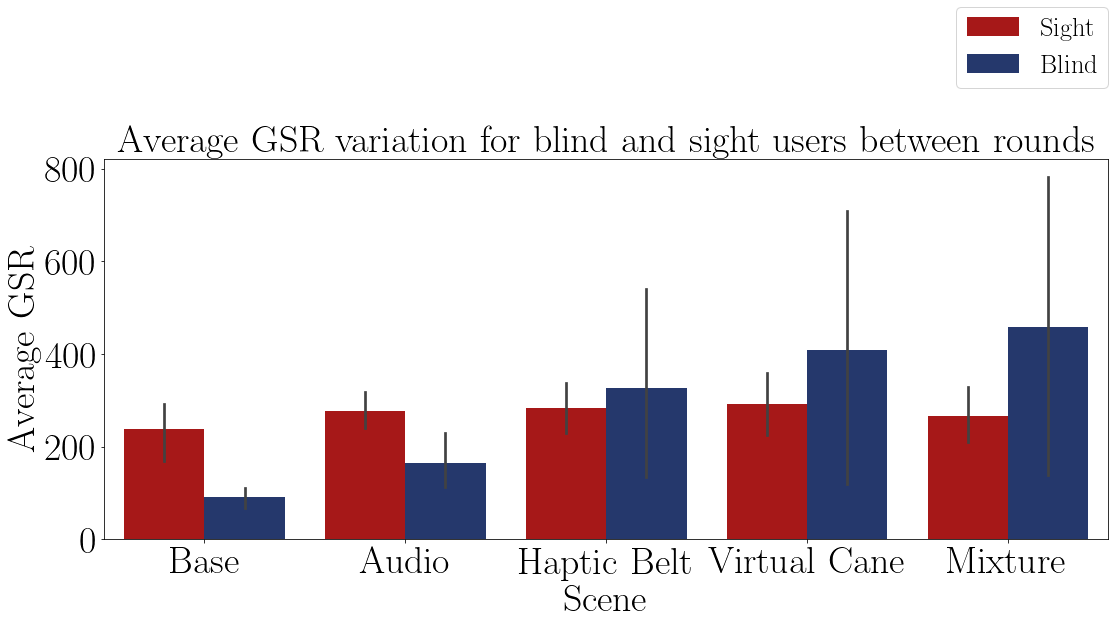 Sight
Blind
Average GSR variation for blind and sight users between rounds
Average GSR
800
600
400
200
0
Base Audio Haptic Belt Virtual Cane Mixture
Scene